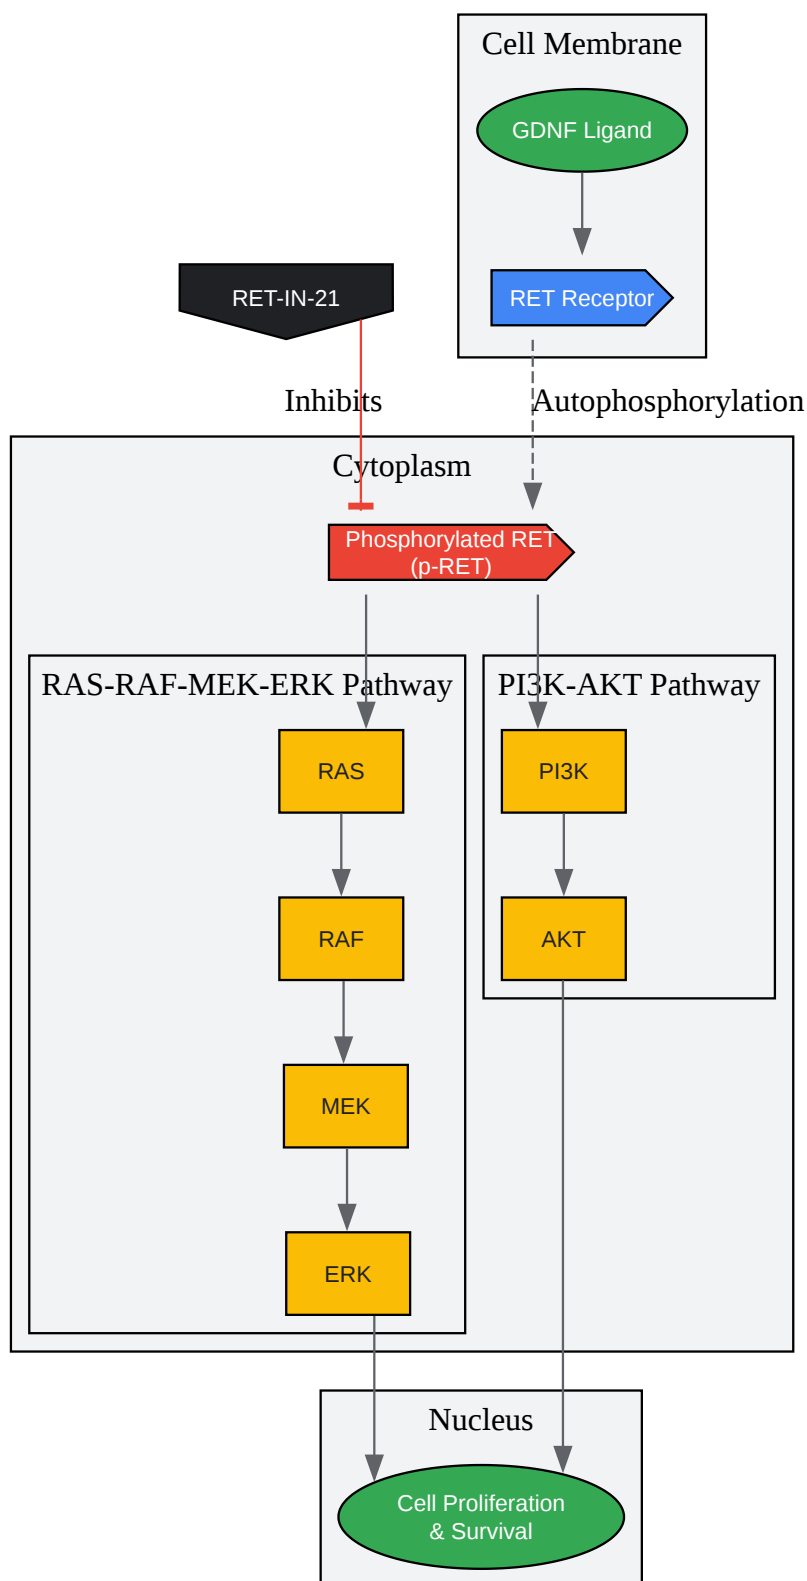 Cell Membrane
GDNF Ligand
RET-IN-21
RET Receptor
Inhibits
Autophosphorylation
Cytoplasm
Phosphorylated RET
(p-RET)
RAS-RAF-MEK-ERK Pathway
PI3K-AKT Pathway
RAS
PI3K
RAF
AKT
MEK
ERK
Nucleus
Cell Proliferation
& Survival